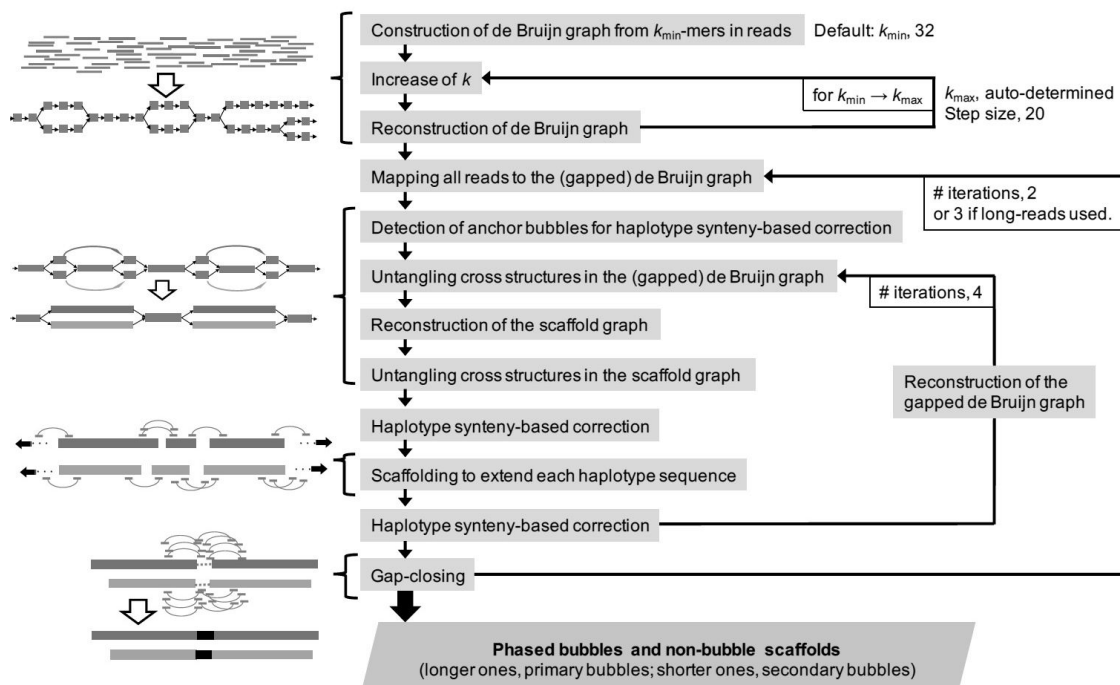 Construction of de Bruijn graph from kmin-mers in reads
Default: kmin, 32
Increase of k
for kmin → kmax
kmax, auto-determined
Step size, 20
Reconstruction of de Bruijn graph
Mapping all reads to the (gapped) de Bruijn graph
# iterations, 2
or 3 if long-reads used.
Detection of anchor bubbles for haplotype synteny-based correction
Untangling cross structures in the (gapped) de Bruijn graph
# iterations, 4
Reconstruction of the scaffold graph
Untangling cross structures in the scaffold graph
Reconstruction of the
gapped de Bruijn graph
Haplotype synteny-based correction
Scaffolding to extend each haplotype sequence
Haplotype synteny-based correction
Gap-closing
Phased bubbles and non-bubble scaffolds
(longer ones, primary bubbles; shorter ones, secondary bubbles)